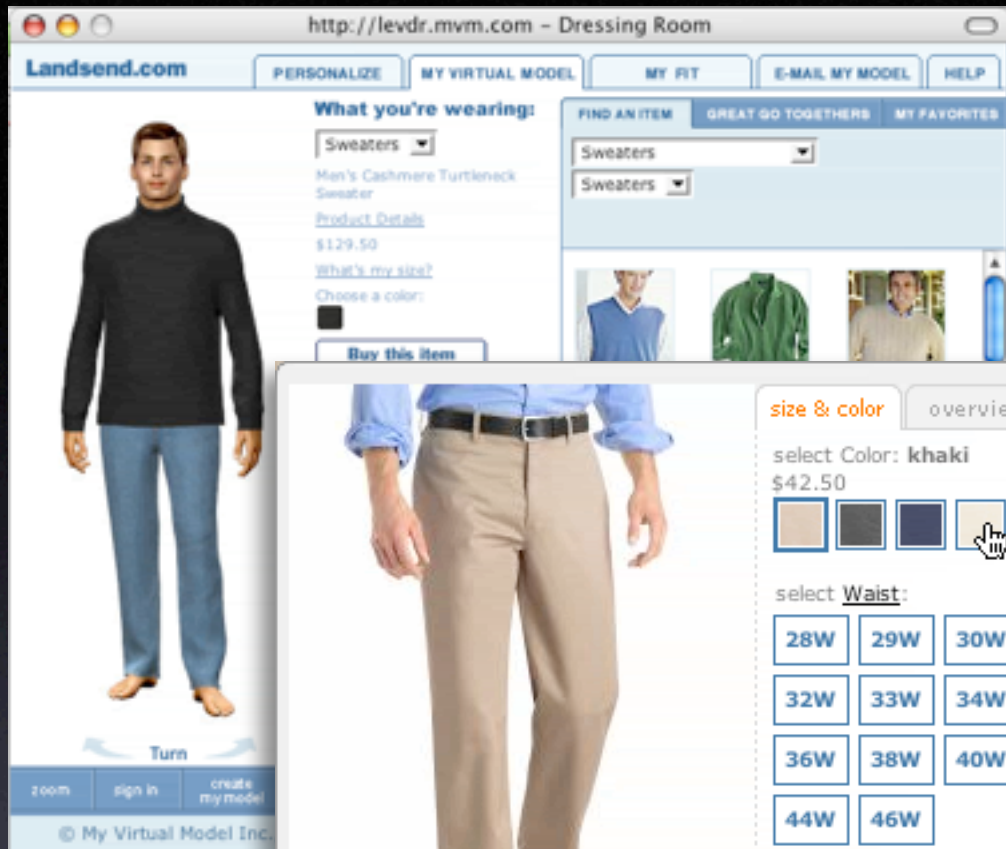 http://levdr.mvm.com – Dressing Room
Landsend.com
PERSONALIZE
MY VIRTUAL MODEL
MY FIT
E-MAIL MY MODEL
HELP
What you're wearing:
Sweaters
Men's Cashmere Turtleneck
Sweater
Product Details
$129.50
What's my size?
Choose a color:
Buy this item
FIND AN ITEM
GREAT GO TOGETHERS
MY FAVORITES
Sweaters
Sweaters
Turn
zoom
sign in
create
my model
© My Virtual Model Inc.
size & color
overvie
select Color: khaki
$42.50
select Waist:
28W 29W 30W
32W 33W 34W
36W 38W 40W
44W 46W